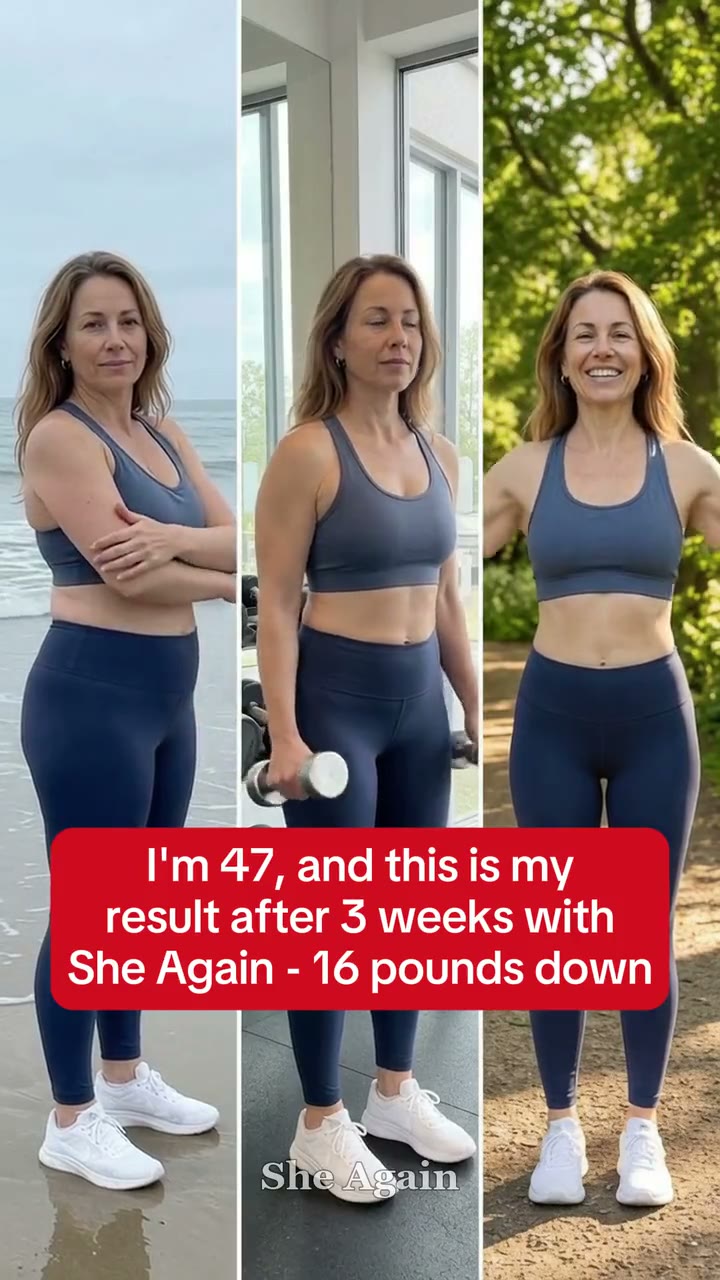 I'm 47, and this is my
result after 3 weeks with
She Again - 16 pounds down
She Again